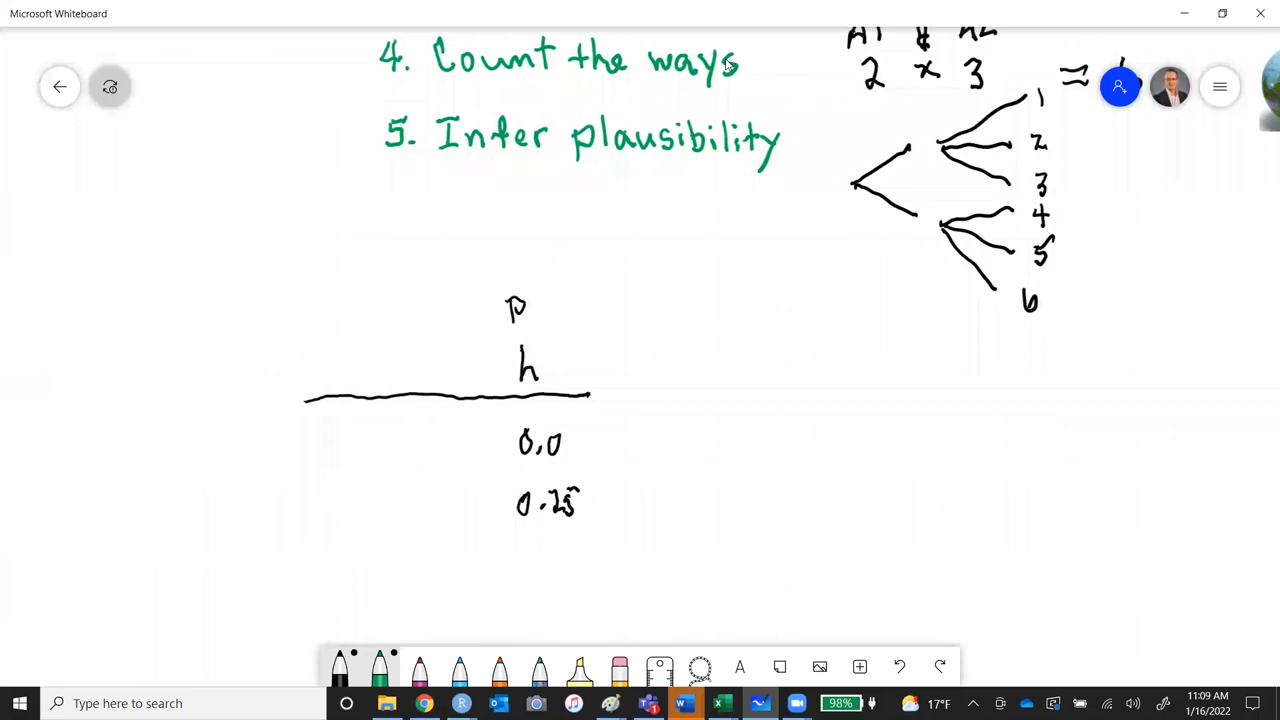 Microsoft Whiteboard
4. Count the ways
5. Infer plausibility
2 x 3 =
1
2
3
4
5
6
p
h
0.0
0.25
A
Type here to search
98%
17°F
11:09 AM
1/16/2022